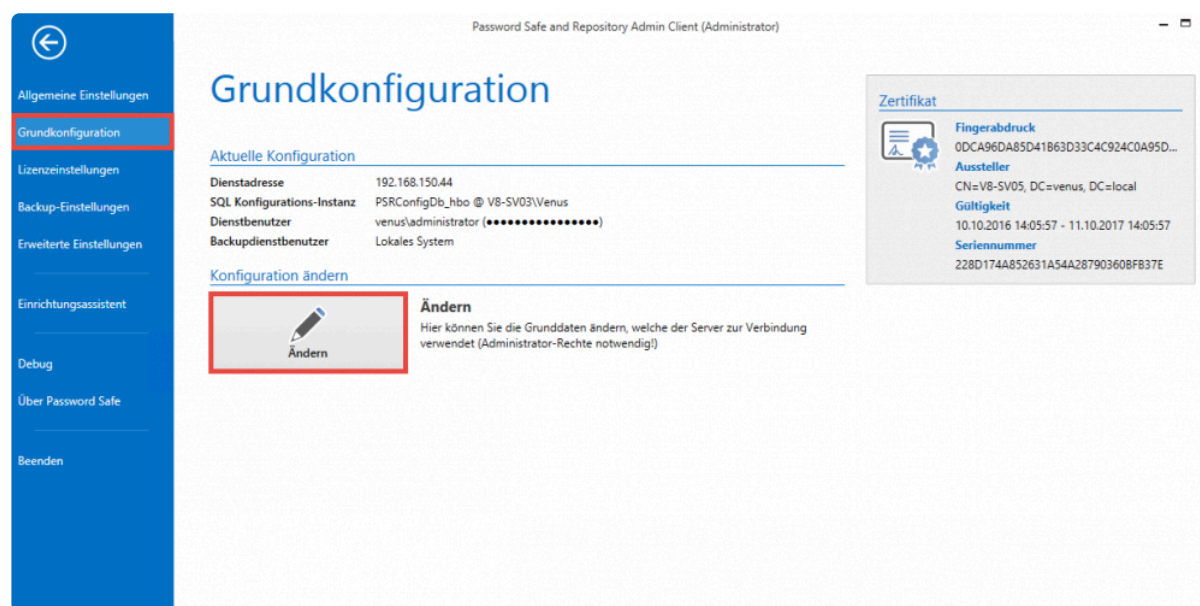 Password Safe and Repository Admin Client (Administrator)
Allgemeine Einstellungen
Grundkonfiguration
Lizenzeinstellungen
Backup-Einstellungen
Erweiterte Einstellungen
Einrichtungsassistent
Debug
Über Password Safe
Beenden
Grundkonfiguration
Aktuelle Konfiguration
Dienstadresse 192.168.150.44
SQL Konfigurations-Instanz PSRConfigDb_hbo @ V8-SV03\Venus
Dienstbenutzer venus\administrator (••••••••••••••••)
Backupdienstbenutzer Lokales System
Konfiguration ändern
Ändern
Ändern
Hier können Sie die Grunddaten ändern, welche der Server zur Verbindung
verwendet (Administrator-Rechte notwendig!)
Zertifikat
Fingerabdruck
0DCA96DA85D41B63D33C4C924C0A95D...
Aussteller
CN=V8-SV05, DC=venus, DC=local
Gültigkeit
10.10.2016 14:05:57 - 11.10.2017 14:05:57
Seriennummer
228D174A852631A54A28790360BFB37E